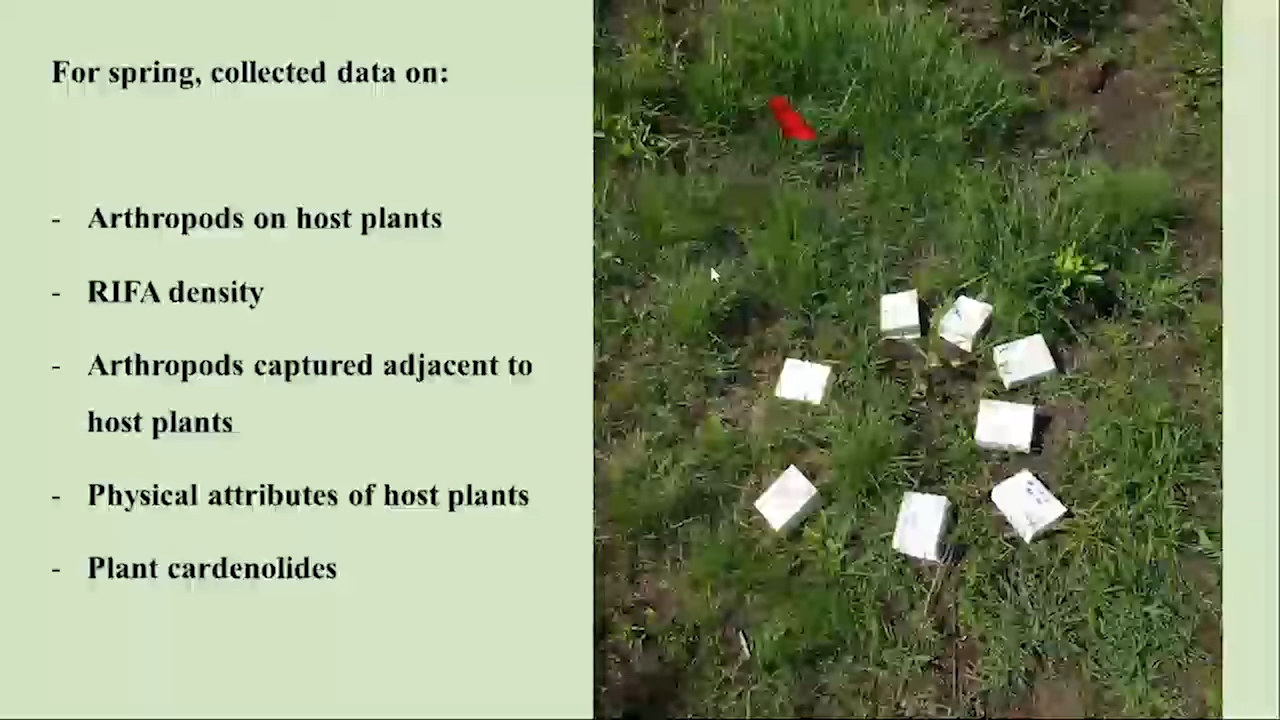 For spring, collected data on:
- Arthropods on host plants
- RIFA density
- Arthropods captured adjacent to
host plants
- Physical attributes of host plants
- Plant cardenolides